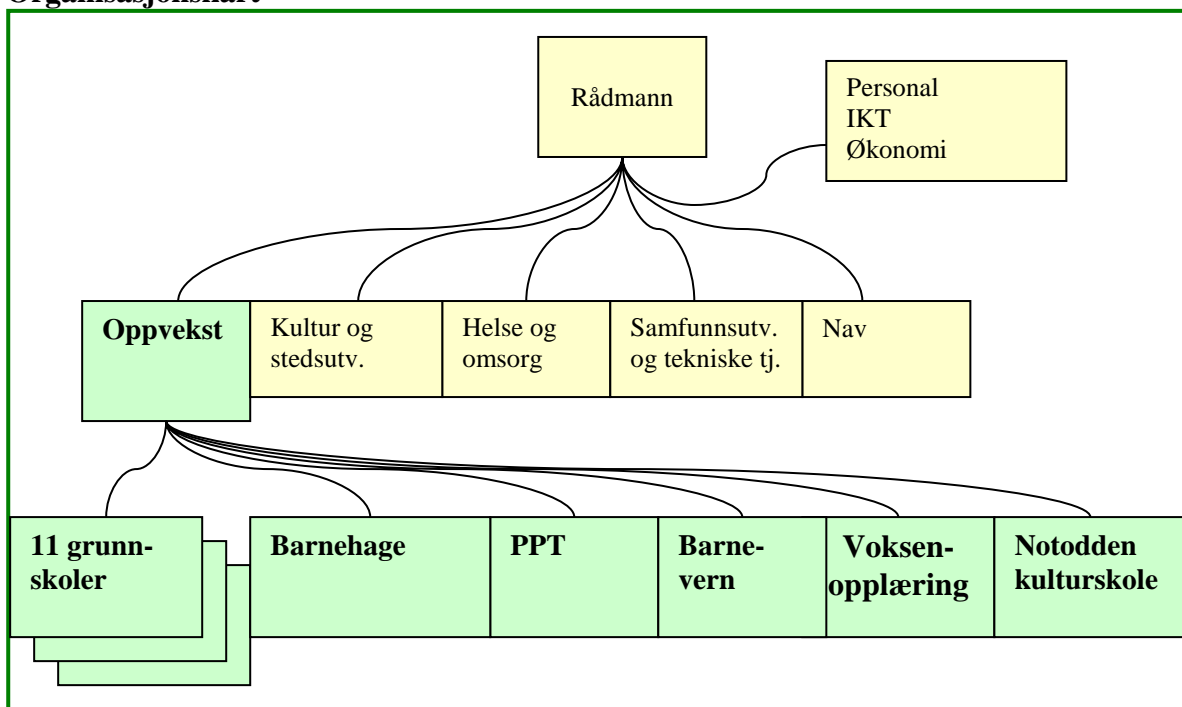 Organisasjonskart
Rådmann
Personal
IKT
Økonomi
Oppvekst
Kultur og
stedsutv.
Helse og
omsorg
Samfunnsutv.
og tekniske tj.
Nav
11 grunn-
skoler
Barnehage
PPT
Barne-
vern
Voksen-
opplæring
Notodden
kulturskole